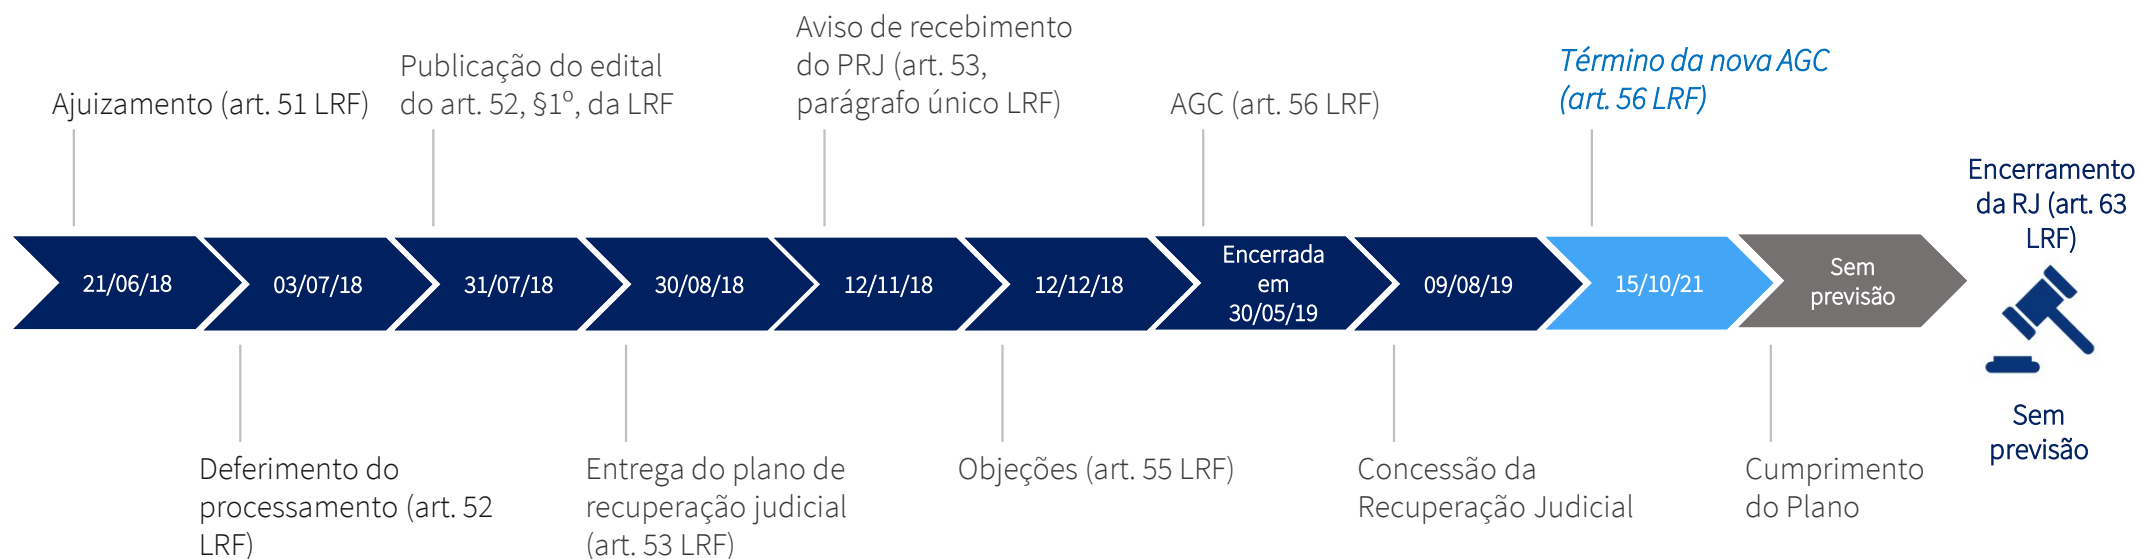 Ajuizamento (art. 51 LRF)
Publicação do edital
do art. 52, §1º, da LRF
Aviso de recebimento
do PRJ (art. 53,
parágrafo único LRF)
AGC (art. 56 LRF)
Término da nova AGC
(art. 56 LRF)
Encerramento
da RJ (art. 63
LRF)
21/06/18
03/07/18
31/07/18
30/08/18
12/11/18
12/12/18
Encerrada
em
30/05/19
09/08/19
15/10/21
Sem
previsão
Sem
previsão
Deferimento do
processamento (art. 52
LRF)
Entrega do plano de
recuperação judicial
(art. 53 LRF)
Objeções (art. 55 LRF)
Concessão da
Recuperação Judicial
Cumprimento
do Plano